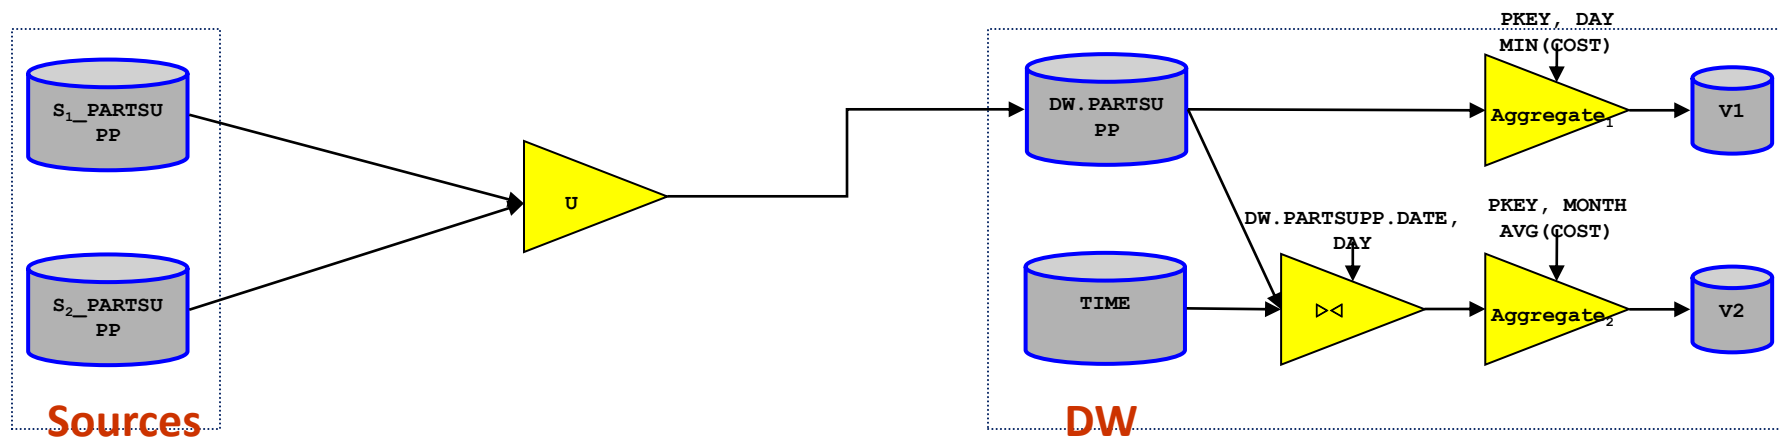 S₁_PARTSU
PP
S₂_PARTSU
PP
Sources
U
DW.PARTSU
PP
TIME
DW
DW.PARTSUPP.DATE,
DAY
▷◁
PKEY, DAY
MIN(COST)
Aggregate₁
V1
PKEY, MONTH
AVG(COST)
Aggregate₂
V2